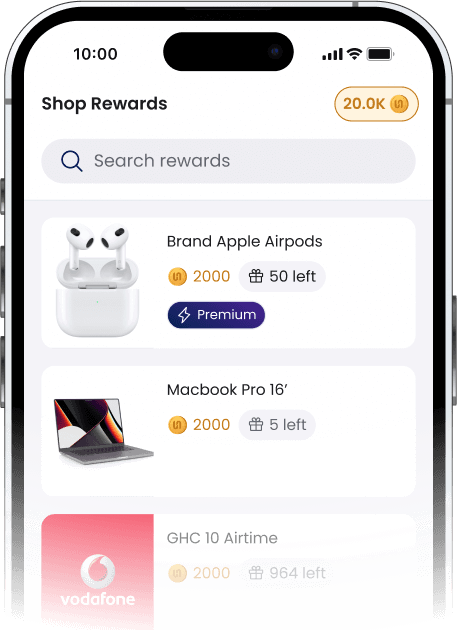 10:00
Shop Rewards
20.0K
Search rewards
Brand Apple Airpods
2000
50 left
Premium
Macbook Pro 16’
2000
5 left
GHC 10 Airtime
2000
964 left
vodafone